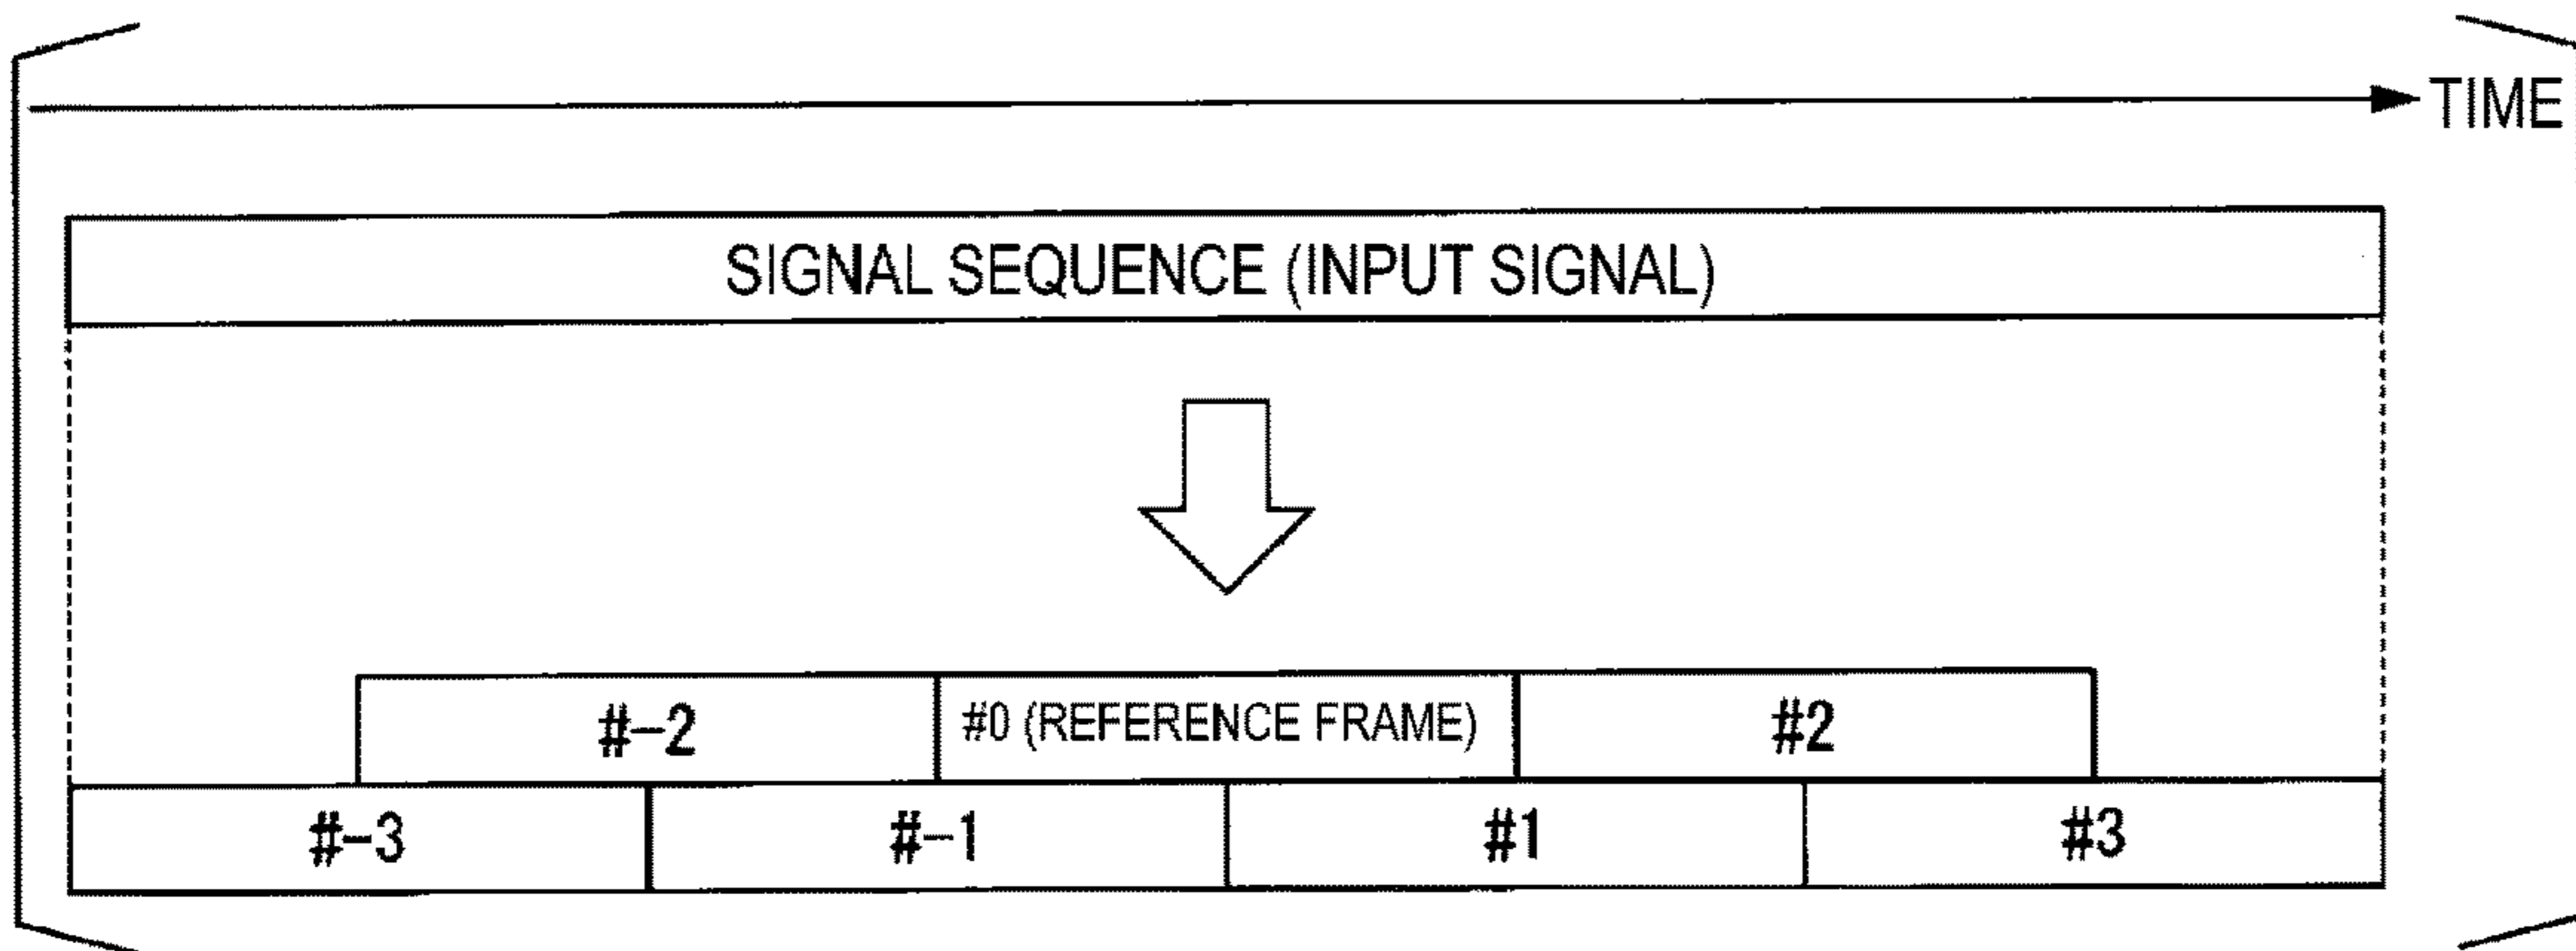 TIME
SIGNAL SEQUENCE (INPUT SIGNAL)
#−2 #0 (REFERENCE FRAME) #2
#−3 #−1 #1 #3